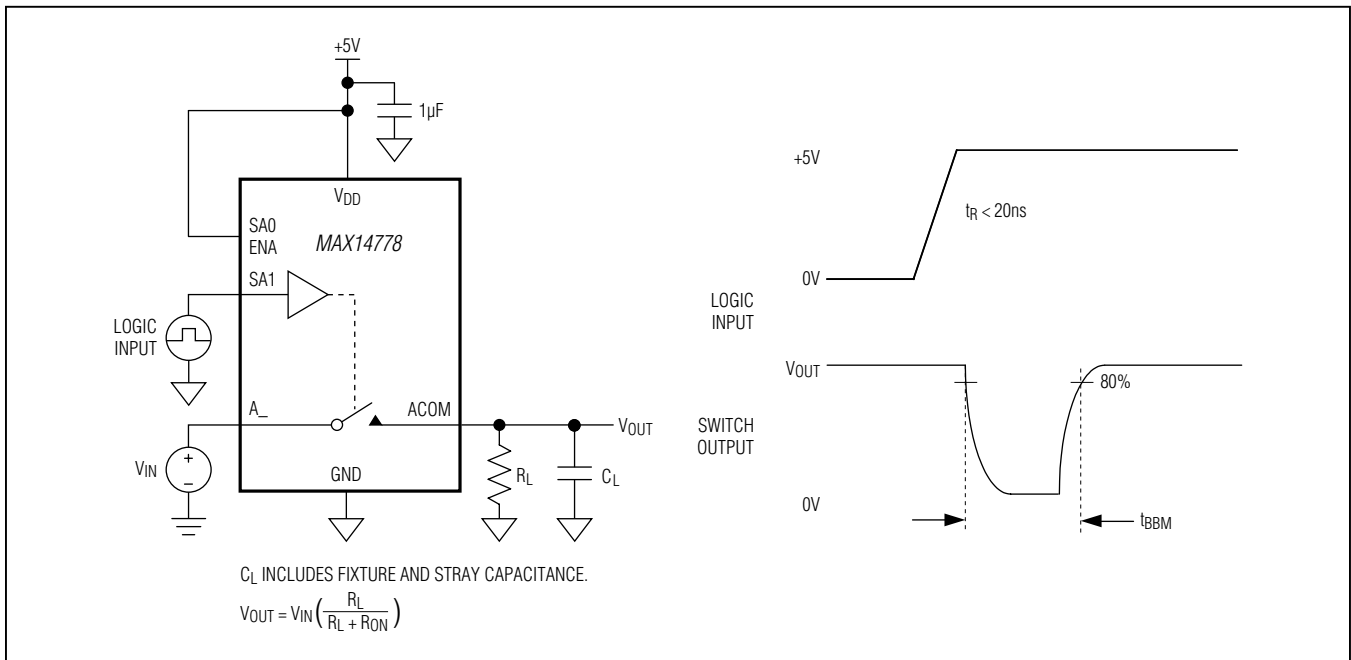 +5V
1µF
VDD
SA0
ENA
MAX14778
SA1
LOGIC
INPUT
A_
ACOM
VOUT
VIN
+
−
GND
RL
CL
CL INCLUDES FIXTURE AND STRAY CAPACITANCE.
VOUT = VIN ( RL / RL + RON )
+5V
tR < 20ns
0V
LOGIC
INPUT
VOUT
80%
SWITCH
OUTPUT
0V
tBBM